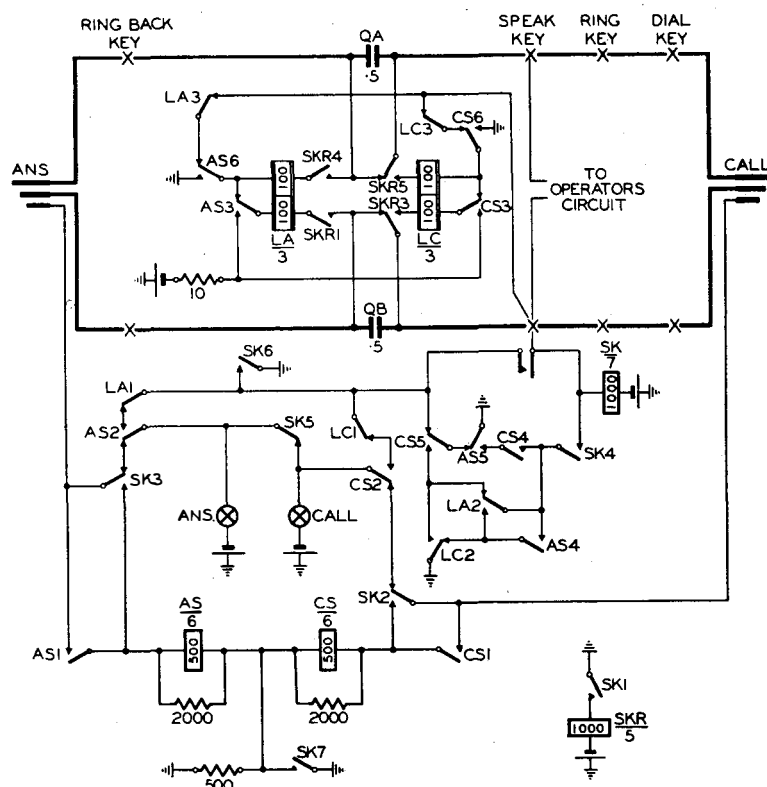 RING BACK KEY
QA
.5
SPEAK KEY
RING KEY
DIAL KEY
LA3
LC3
CS6
ANS
AS6
SKR4
100
SKR5
100
CALL
AS3
100
SKR1
SKR3
100
CS3
TO OPERATORS CIRCUIT
LA
3
LC
3
10
QB
.5
SK6
SK
7
1000
LA1
AS2
SK5
LC1
CS5
AS5
CS4
SK4
SK3
CS2
LA2
ANS.
CALL
LC2
AS4
AS
6
CS
6
SK2
AS1
500
500
CS1
2000
2000
SK1
SK7
1000
SKR
5
500